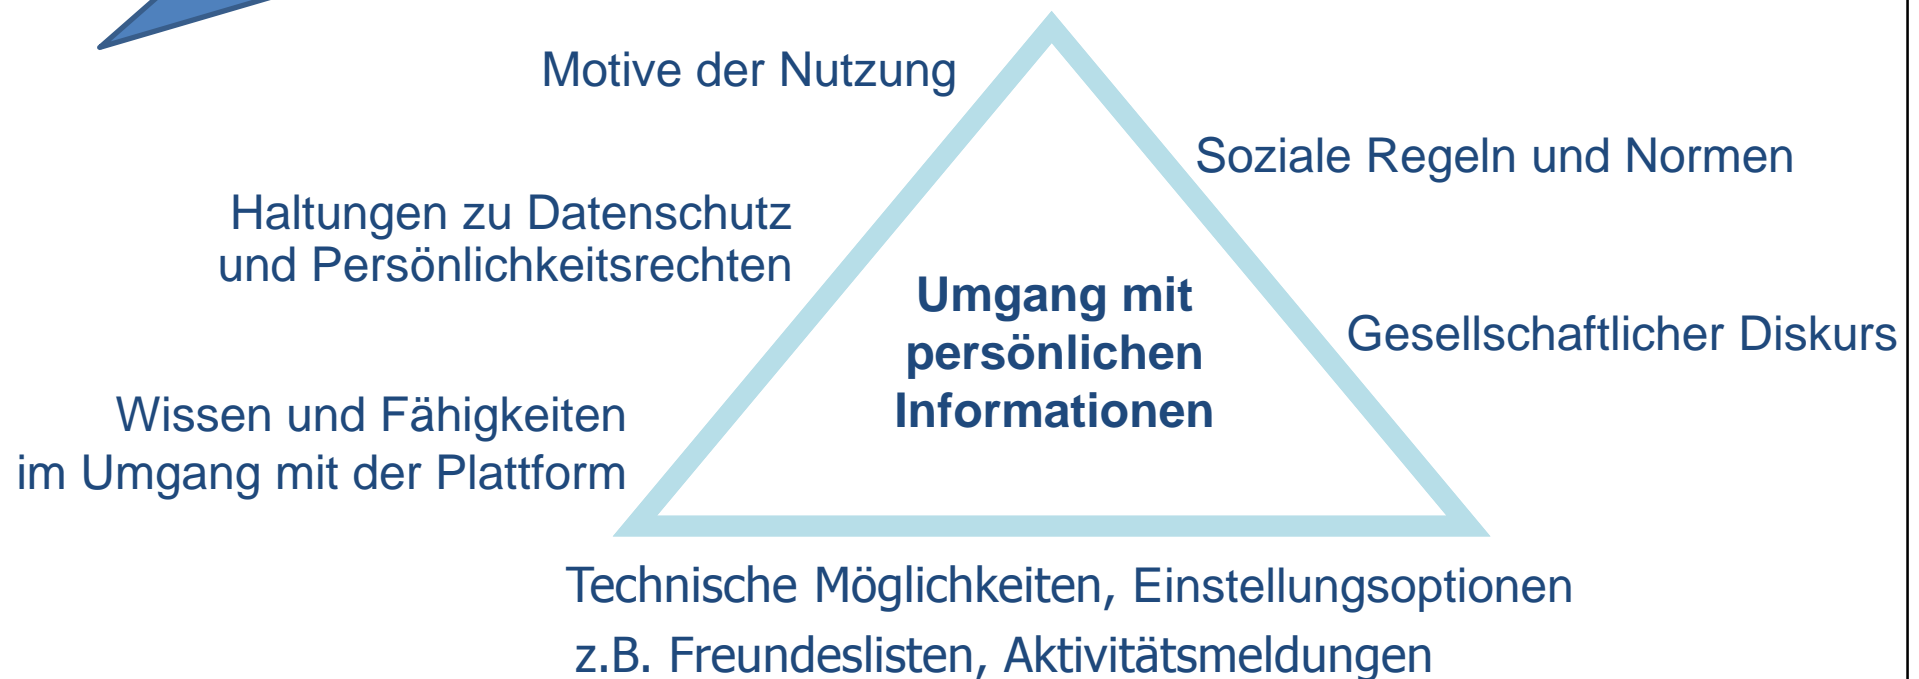 Motive der Nutzung
Soziale Regeln und Normen
Haltungen zu Datenschutz
und Persönlichkeitsrechten
Umgang mit
persönlichen
Informationen
Gesellschaftlicher Diskurs
Wissen und Fähigkeiten
im Umgang mit der Plattform
Technische Möglichkeiten, Einstellungsoptionen
z.B. Freundeslisten, Aktivitätsmeldungen